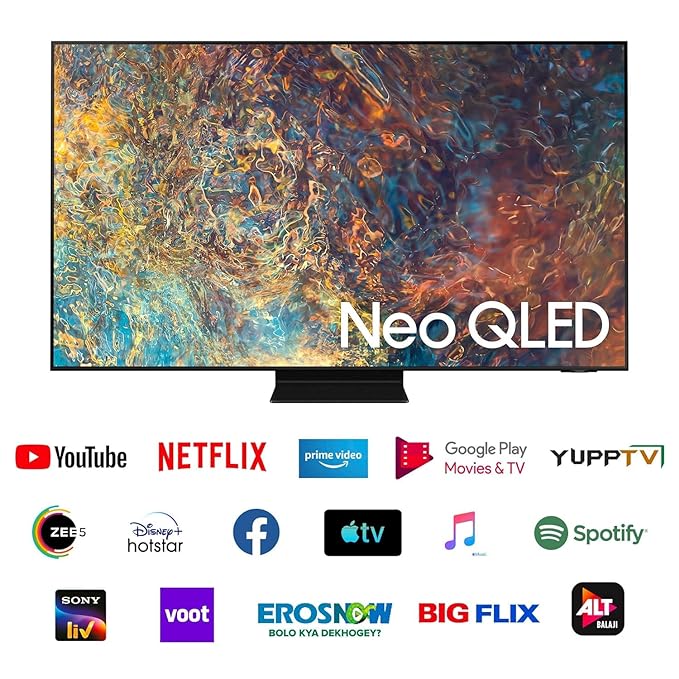 Neo QLED
YouTube
NETFLIX
prime video
Google Play
Movies & TV
YUPPTV
ZEE5
Disney+
hotstar
tv
Music
Spotify
SONY
liv
voot
EROSNOW
BOLO KYA DEKHOGEY?
BIG FLIX
ALT
BALAJI